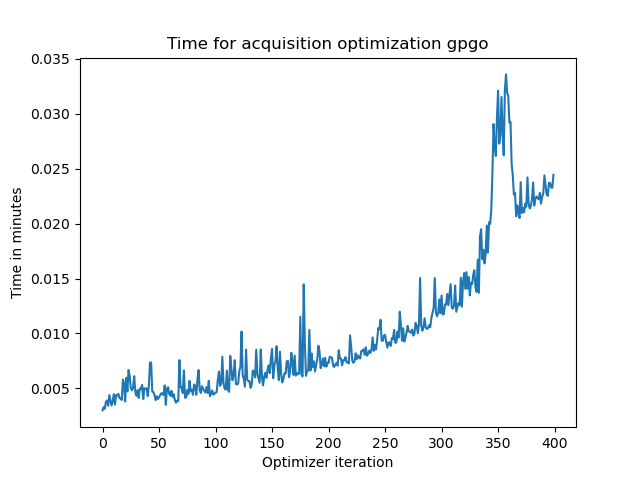 Time for acquisition optimization gpgo
0.035
0.030
0.025
0.020
0.015
0.010
0.005
Time in minutes
0 50 100 150 200 250 300 350 400
Optimizer iteration